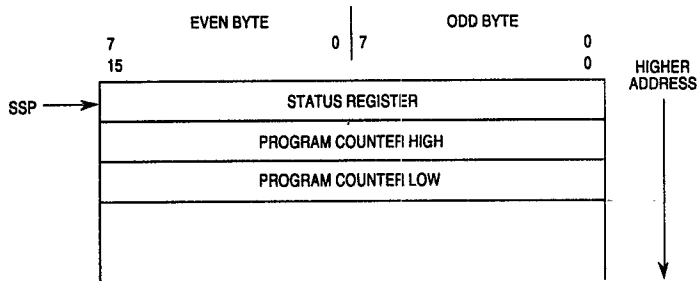 EVEN BYTE ODD BYTE
7 0 7 0
15 0
HIGHER
ADDRESS
SSP
STATUS REGISTER
PROGRAM COUNTER HIGH
PROGRAM COUNTER LOW